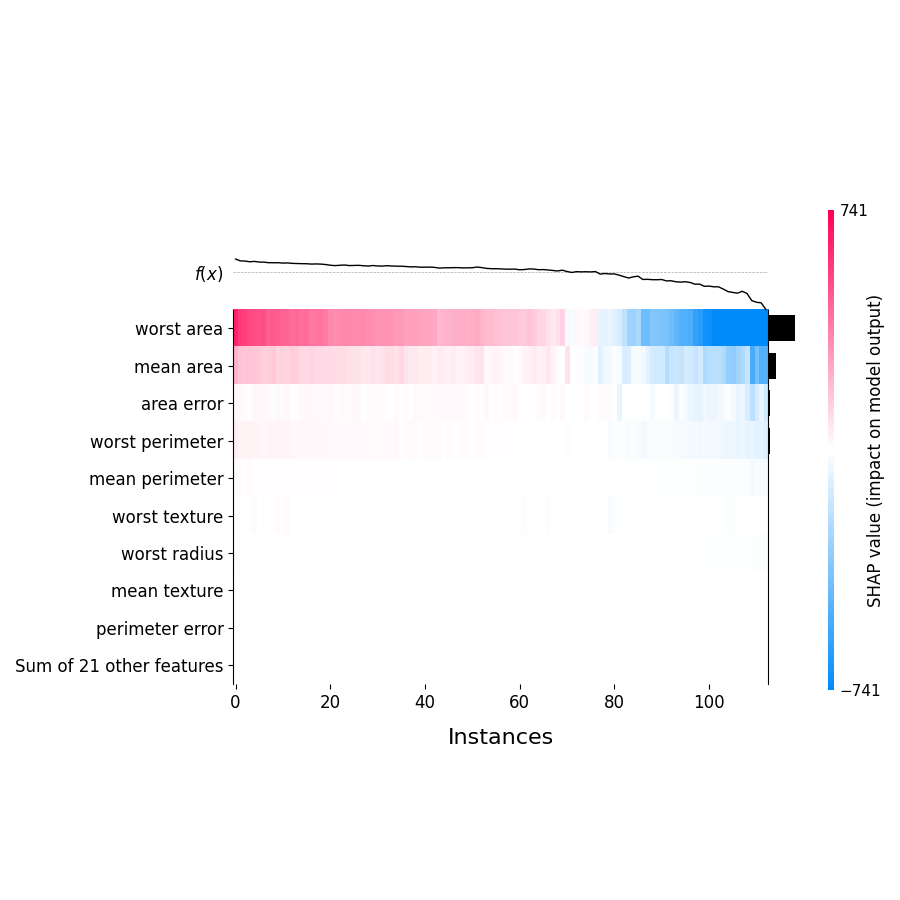 741
f(x)
worst area
mean area
area error
worst perimeter
mean perimeter
worst texture
worst radius
mean texture
perimeter error
Sum of 21 other features
SHAP value (impact on model output)
−741
0 20 40 60 80 100
Instances